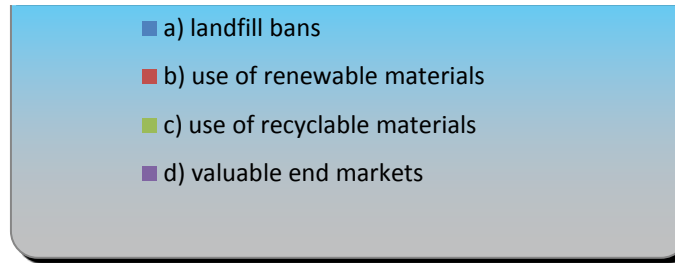 a) landfill bans
b) use of renewable materials
c) use of recyclable materials
d) valuable end markets